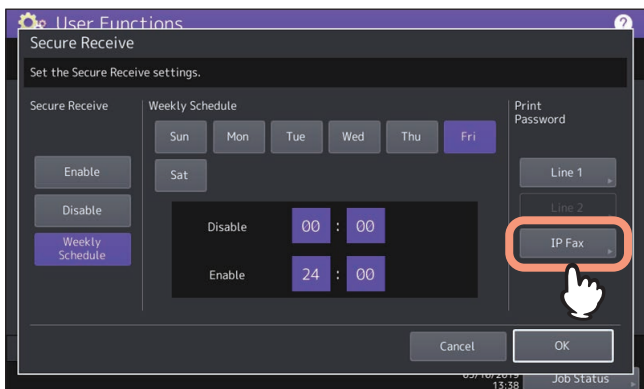 User Functions
?
Secure Receive
Set the Secure Receive settings.
Secure Receive
Enable
Disable
Weekly
Schedule
Weekly Schedule
Sun Mon Tue Wed Thu Fri
Sat
Disable 00 : 00
Enable 24 : 00
Print
Password
Line 1
Line 2
IP Fax
Cancel OK
13:38 Job Status